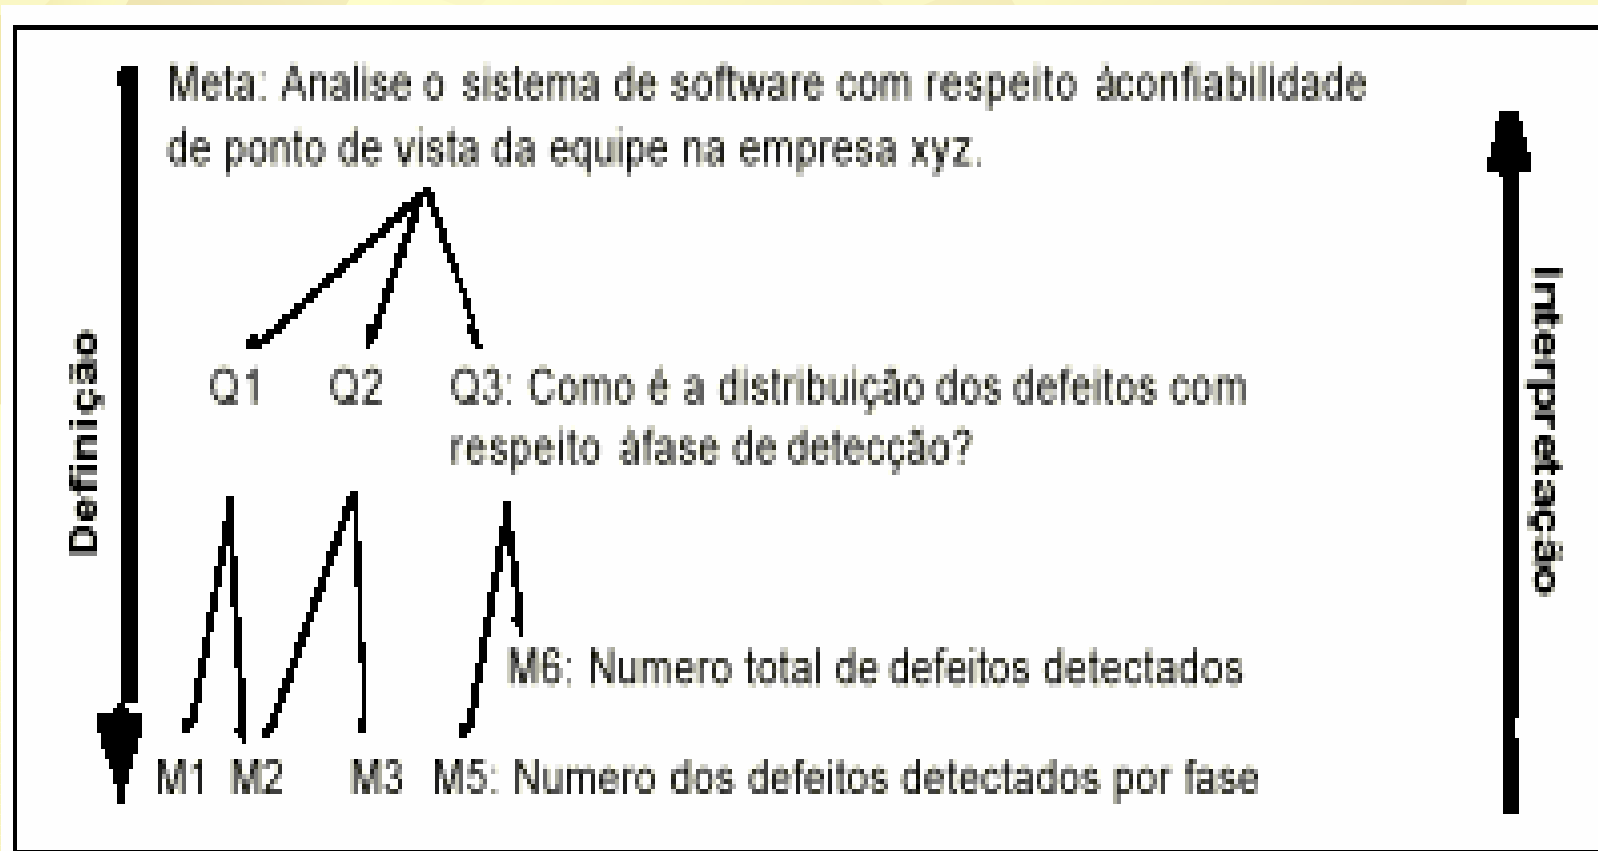 Meta: Analise o sistema de software com respeito àconfiabilidade
de ponto de vista da equipe na empresa xyz.
Definição
Interpretação
Q1
Q2
Q3: Como é a distribuição dos defeitos com
respeito àfase de detecção?
M6: Numero total de defeitos detectados
M1
M2
M3
M5: Numero dos defeitos detectados por fase